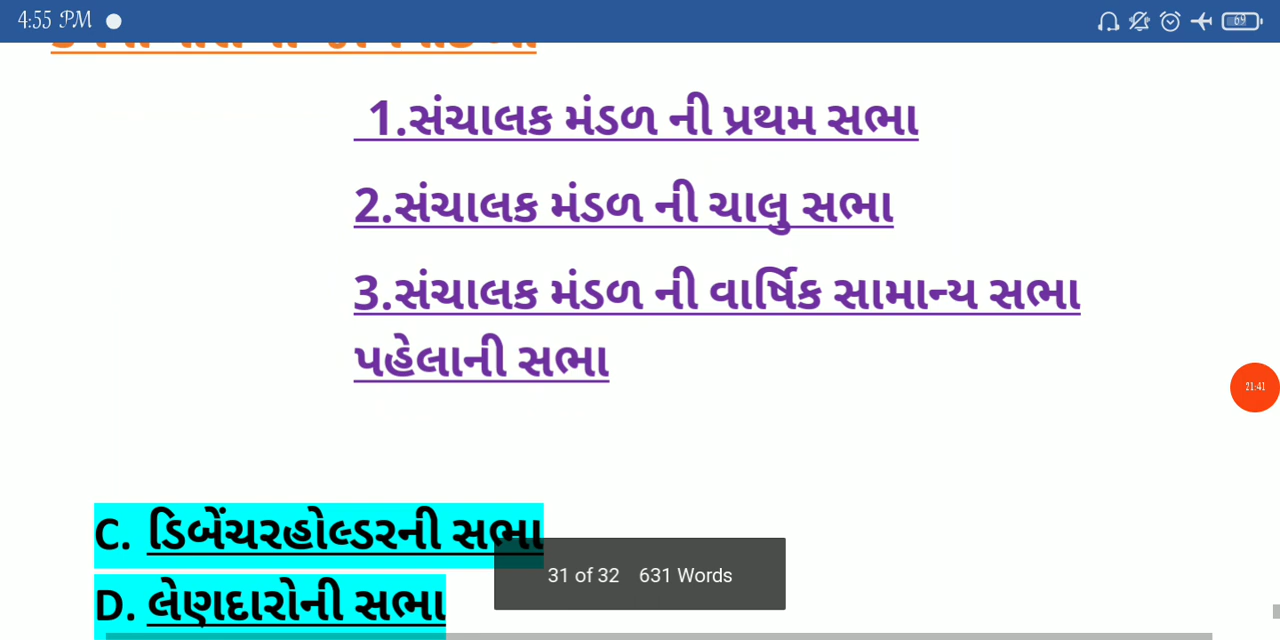 4:55 PM
69
1.સંચાલક મંડળ ની પ્રથમ સભા
2.સંચાલક મંડળ ની ચાલુ સભા
3.સંચાલક મંડળ ની વાર્ષિક સામાન્ય સભા
પહેલાની સભા
21:41
C. ડિબેંચરહોલ્ડરની સભા
31 of 32 631 Words
D. લેણદારોની સભા